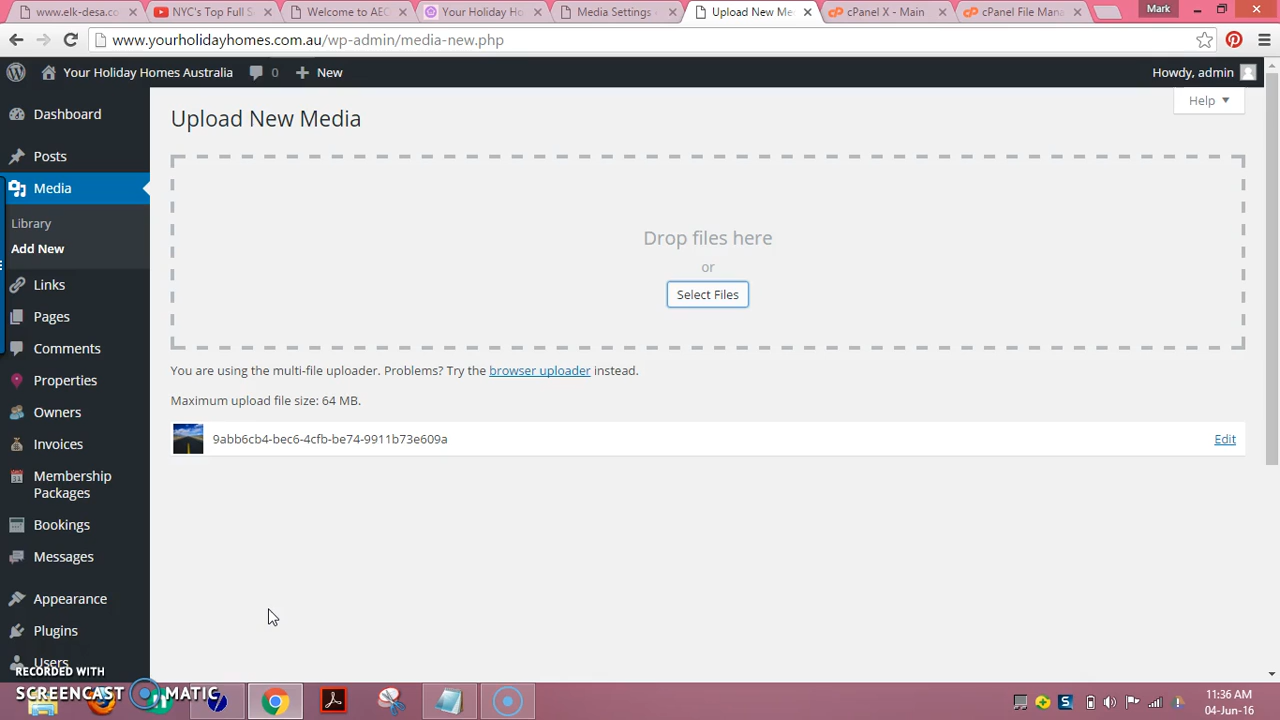 www.elk-desa.co
NYC's Top Full S
Welcome to AEC
Your Holiday Ho
Media Settings
Upload New Me
cPanel X - Main
cPanel File Mana
Mark
www.yourholidayhomes.com.au/wp-admin/media-new.php
Your Holiday Homes Australia 0 New Howdy, admin
Help
Dashboard
Posts
Media
Library
Add New
Links
Pages
Comments
Properties
Owners
Invoices
Membership
Packages
Bookings
Messages
Appearance
Plugins
Users
Upload New Media
Drop files here
or
Select Files
You are using the multi-file uploader. Problems? Try the browser uploader instead.
Maximum upload file size: 64 MB.
9abb6cb4-bec6-4cfb-be74-9911b73e609a Edit
RECORDED WITH
SCREENCAST MATIC
11:36 AM
04-Jun-16